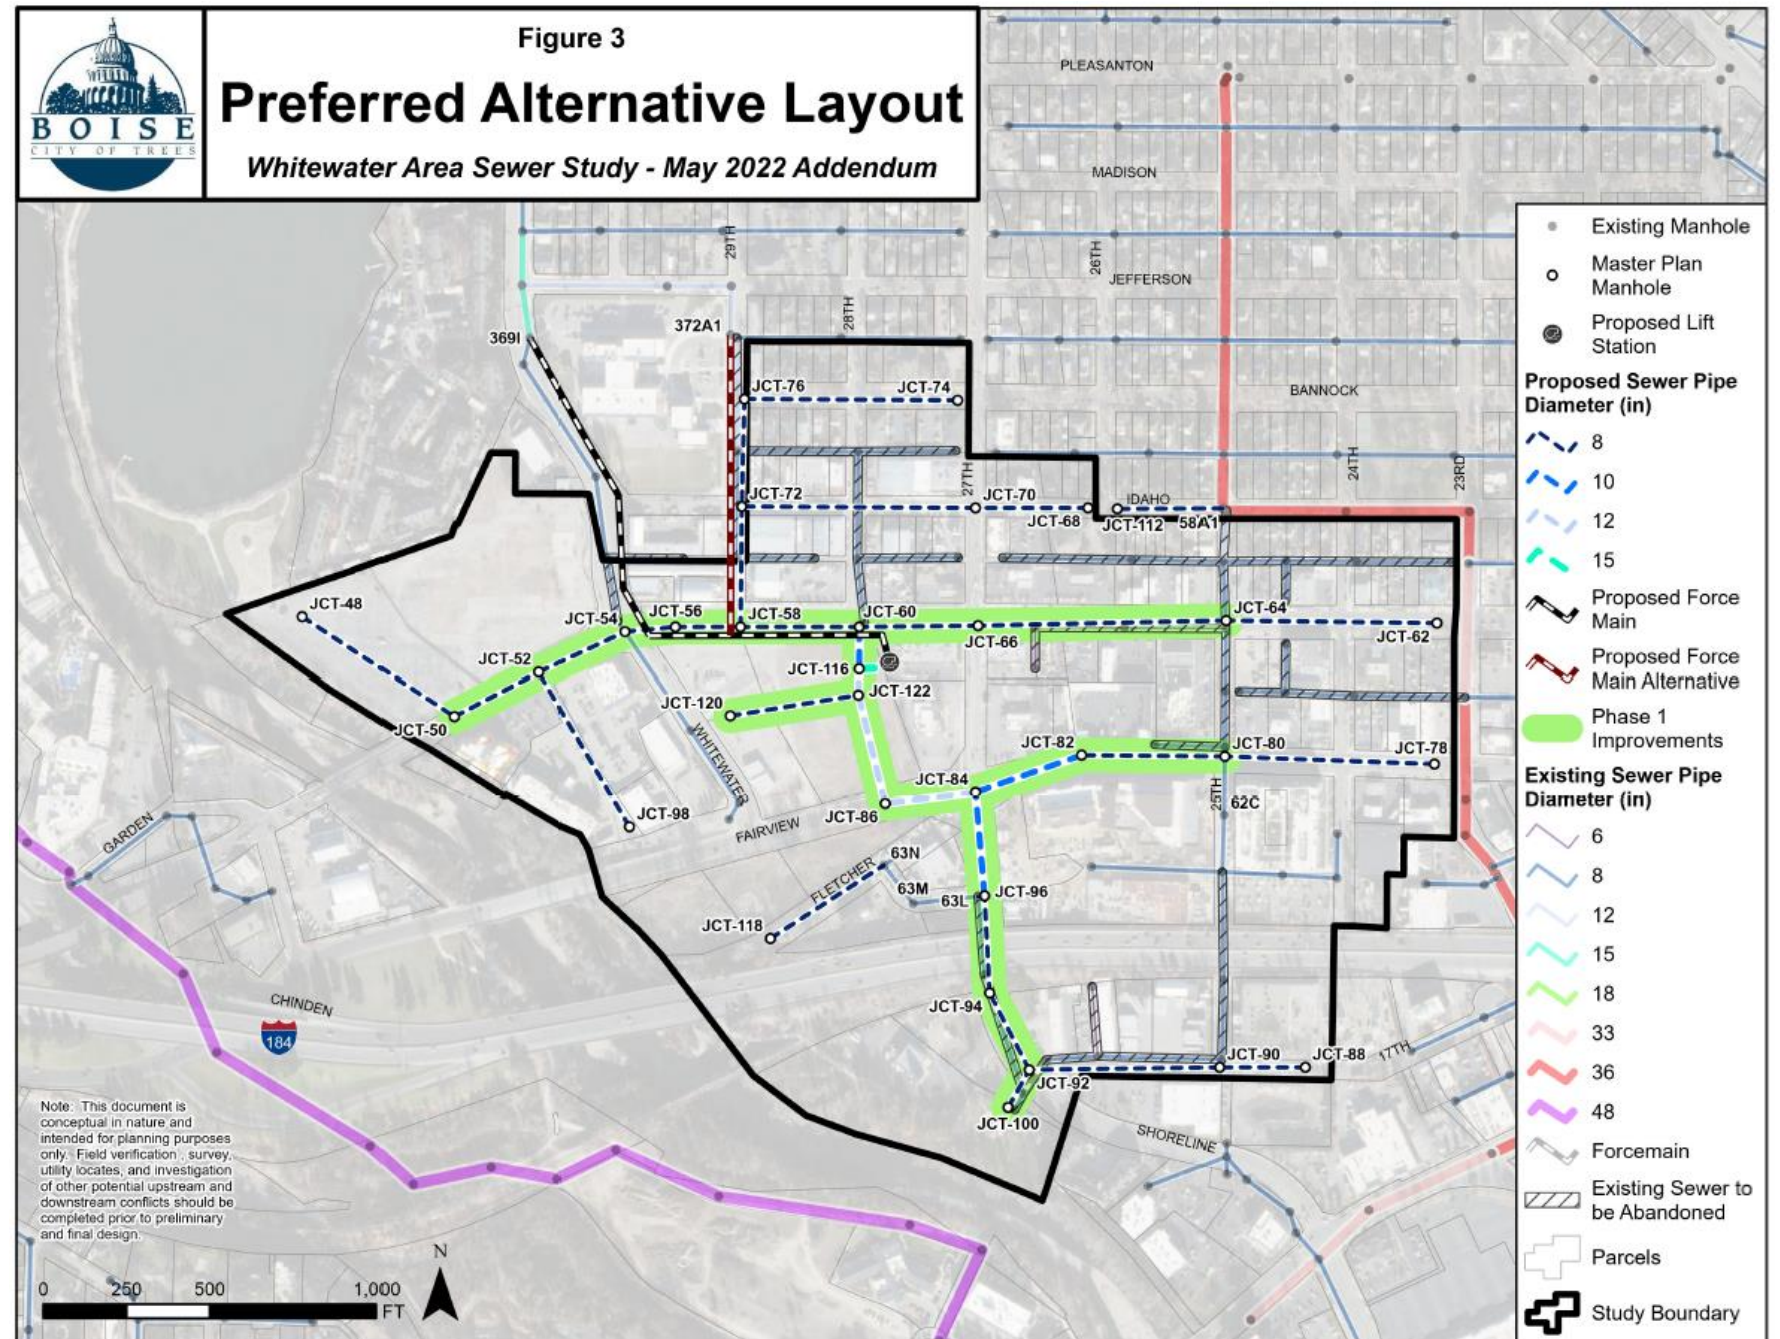 BOISE
CITY OF TREES
Figure 3
Preferred Alternative Layout
Whitewater Area Sewer Study - May 2022 Addendum
PLEASANTON
MADISON
29TH
26TH
JEFFERSON
28TH
369I
372A1
BANNOCK
JCT-76
JCT-74
24TH
23RD
27TH
JCT-72
JCT-70
IDAHO
JCT-68
JCT-112
58A1
JCT-48
JCT-54
JCT-56
JCT-58
JCT-60
JCT-64
JCT-66
JCT-62
JCT-52
JCT-116
JCT-122
JCT-120
JCT-50
WHITEWATER
JCT-82
JCT-80
JCT-78
JCT-84
JCT-86
25TH
62C
JCT-98
FAIRVIEW
GARDEN
63N
FLETCHER
63M
63L
JCT-96
JCT-118
CHINDEN
184
JCT-94
JCT-90
JCT-88
17TH
JCT-92
JCT-100
SHORELINE
Note: This document is
conceptual in nature and
intended for planning purposes
only. Field verification , survey,
utility locates, and investigation
of other potential upstream and
downstream conflicts should be
completed prior to preliminary
and final design.
N
0 250 500 1,000
FT
Existing Manhole
Master Plan
Manhole
Proposed Lift
Station
Proposed Sewer Pipe
Diameter (in)
8
10
12
15
Proposed Force
Main
Proposed Force
Main Alternative
Phase 1
Improvements
Existing Sewer Pipe
Diameter (in)
6
8
12
15
18
33
36
48
Forcemain
Existing Sewer to
be Abandoned
Parcels
Study Boundary